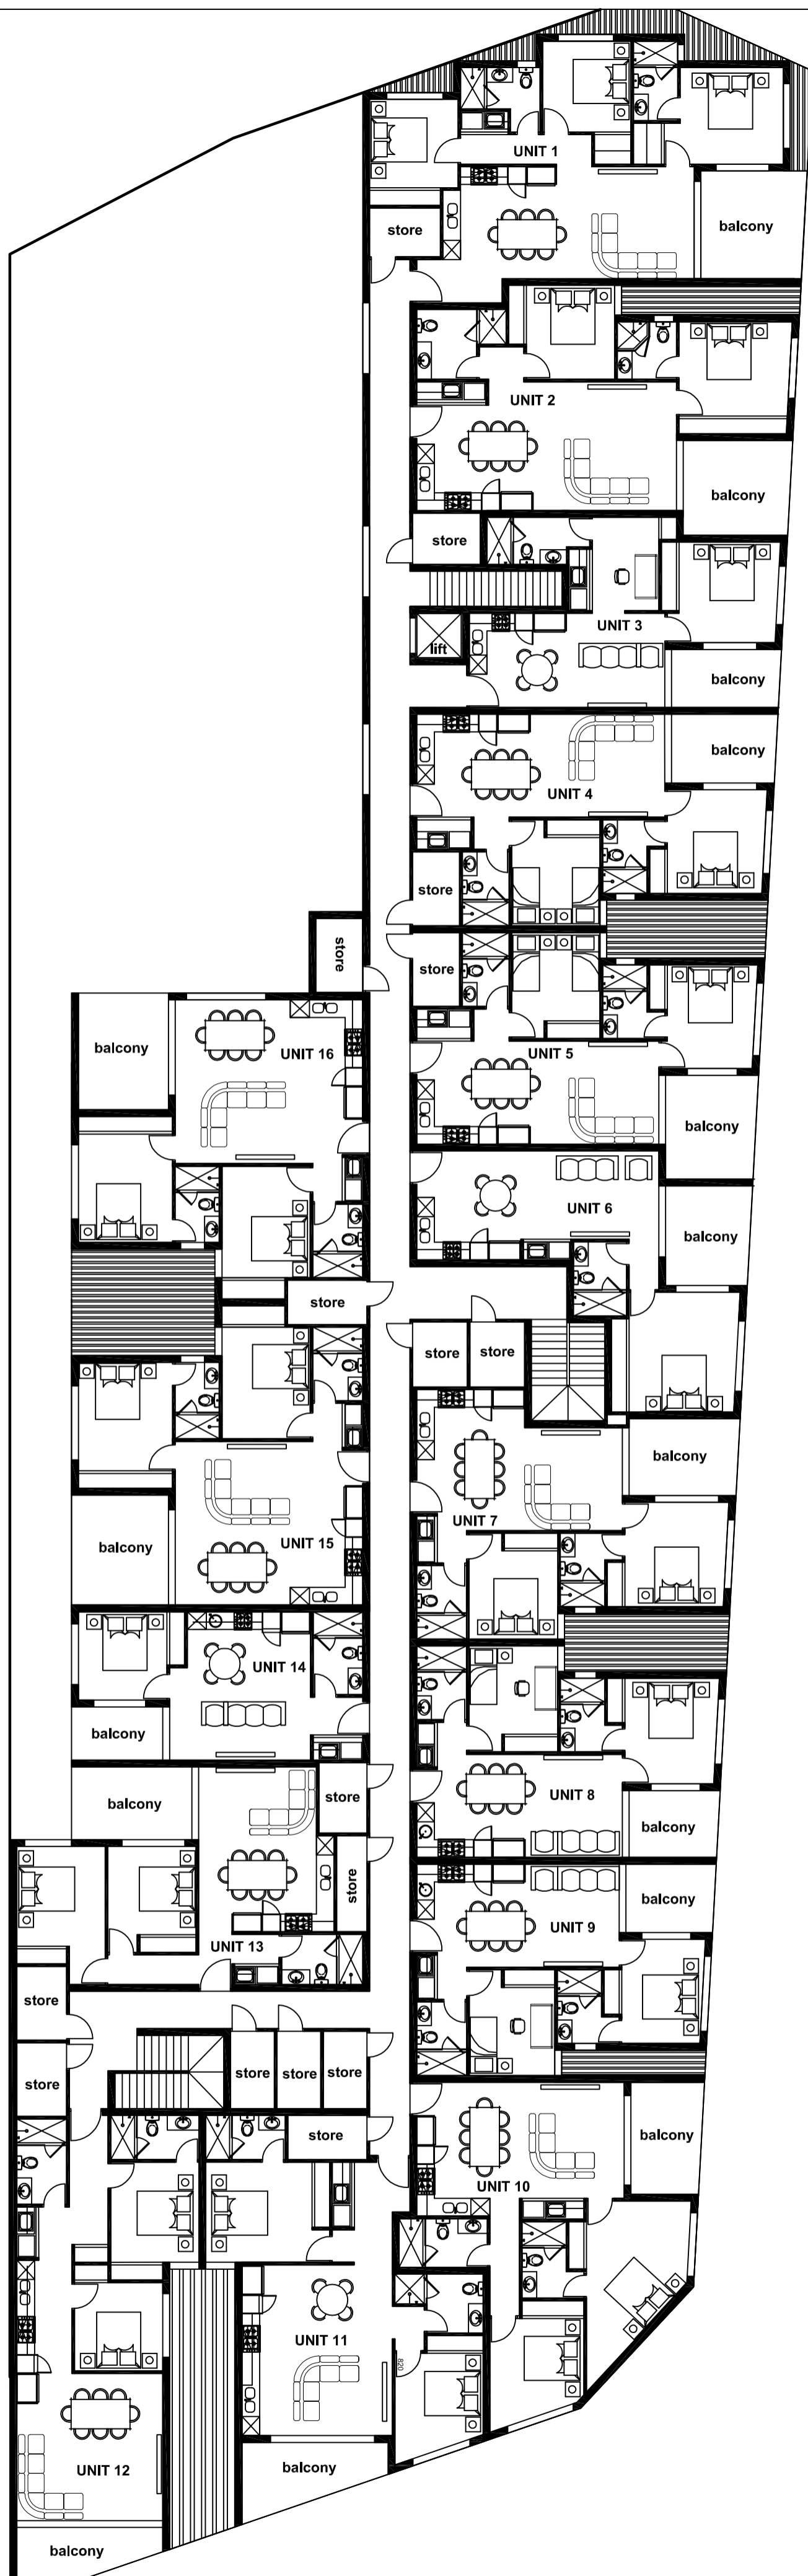 UNIT 1
balcony
store
UNIT 2
balcony
store
UNIT 3
lift
balcony
balcony
UNIT 4
store
store
store
UNIT 5
UNIT 16
balcony
balcony
UNIT 6
balcony
store
store
store
balcony
UNIT 7
UNIT 15
balcony
UNIT 14
balcony
UNIT 8
balcony
store
balcony
store
balcony
UNIT 9
UNIT 13
store
store
store
store
store
store
balcony
UNIT 10
UNIT 11
820
balcony
UNIT 12
balcony